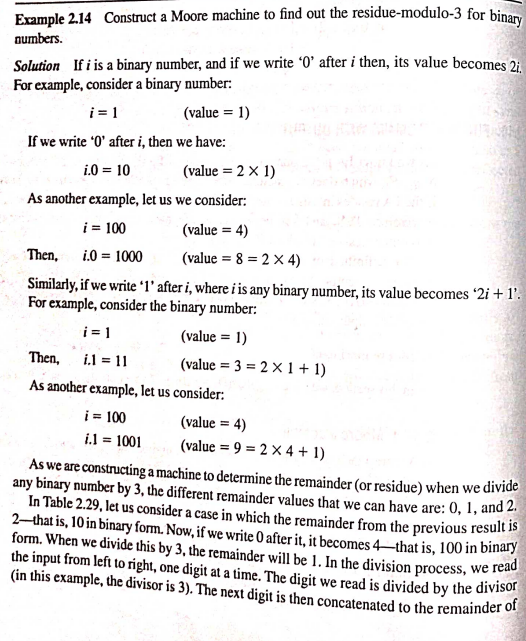 Example 2.14 Construct a Moore machine to find out the residue-modulo-3 for binary
numbers.
Solution If i is a binary number, and if we write ‘0’ after i then, its value becomes 2i.
For example, consider a binary number:
i = 1 (value = 1)
If we write ‘0’ after i, then we have:
i.0 = 10 (value = 2 × 1)
As another example, let us we consider:
i = 100 (value = 4)
Then, i.0 = 1000 (value = 8 = 2 × 4)
Similarly, if we write ‘1’ after i, where i is any binary number, its value becomes ‘2i + 1’.
For example, consider the binary number:
i = 1 (value = 1)
Then, i.1 = 11 (value = 3 = 2 × 1 + 1)
As another example, let us consider:
i = 100 (value = 4)
i.1 = 1001 (value = 9 = 2 × 4 + 1)
As we are constructing a machine to determine the remainder (or residue) when we divide
any binary number by 3, the different remainder values that we can have are: 0, 1, and 2.
In Table 2.29, let us consider a case in which the remainder from the previous result is
2—that is, 10 in binary form. Now, if we write 0 after it, it becomes 4—that is, 100 in binary
form. When we divide this by 3, the remainder will be 1. In the division process, we read
the input from left to right, one digit at a time. The digit we read is divided by the divisor
(in this example, the divisor is 3). The next digit is then concatenated to the remainder of